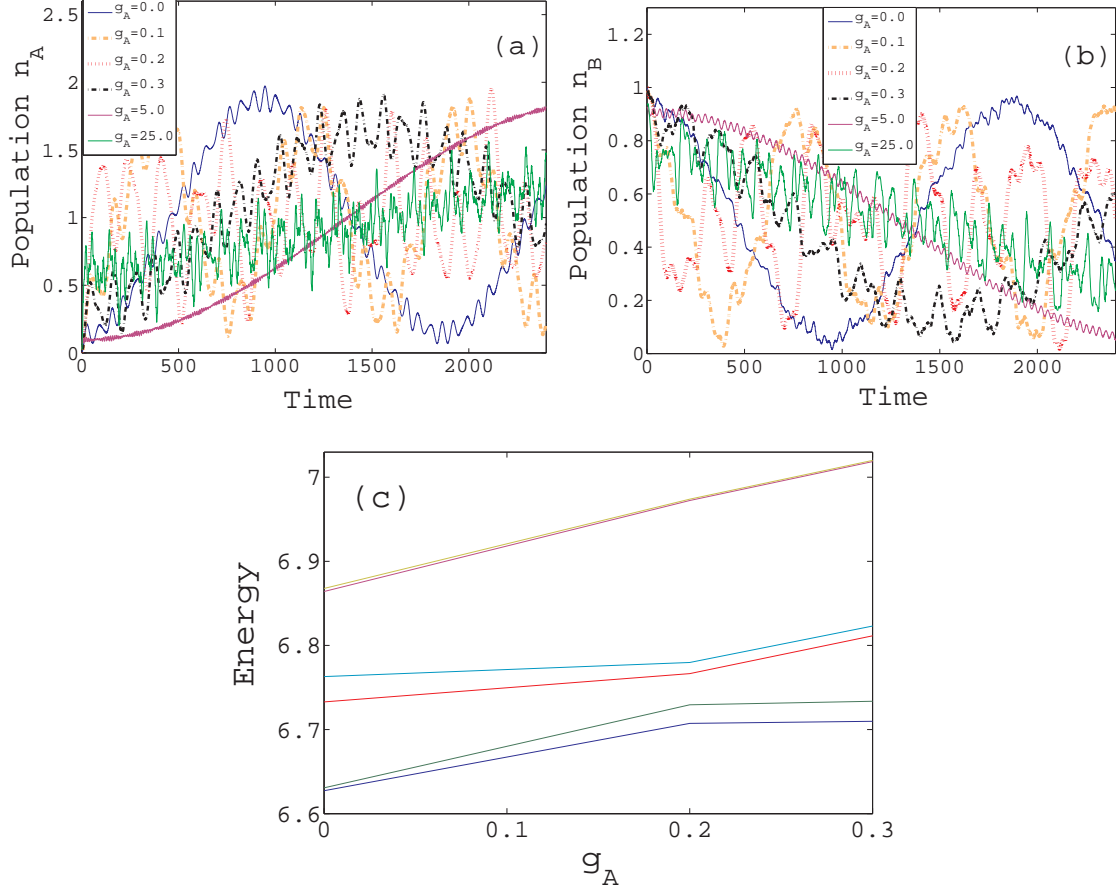 (a)
Population n_A
2.5
2
1.5
1
0.5
0
g_A=0.0
g_A=0.1
g_A=0.2
g_A=0.3
g_A=5.0
g_A=25.0
0 500 1000 1500 2000
Time
(b)
Population n_B
1.2
1
0.8
0.6
0.4
0.2
0
g_A=0.0
g_A=0.1
g_A=0.2
g_A=0.3
g_A=5.0
g_A=25.0
0 500 1000 1500 2000
Time
(c)
Energy
7
6.9
6.8
6.7
6.6
0 0.1 0.2 0.3
g_A